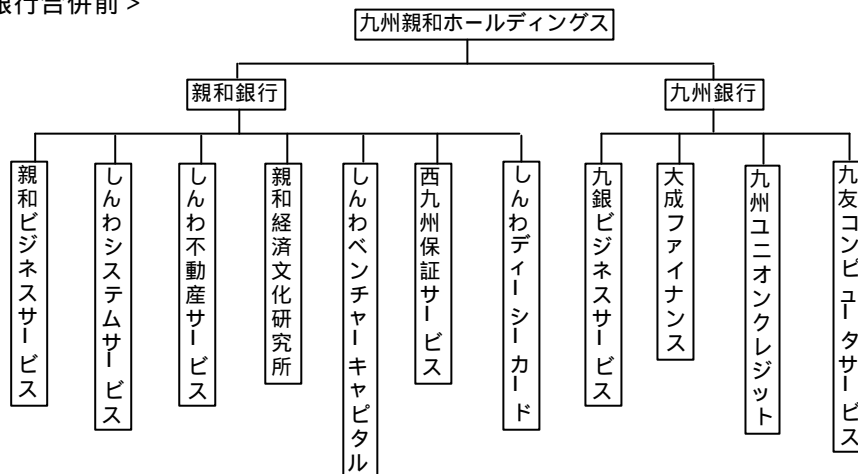 銀行合併前＞
九州親和ホールディングス
親和銀行
九州銀行
親和ビジネスサービス
しんわシステムサービス
しんわ不動産サービス
親和経済文化研究所
しんわベンチャーキャピタル
西九州保証サービス
しんわディーシーカード
九銀ビジネスサービス
大成ファイナンス
九州ユニオンクレジット
九友コンピュータサービス